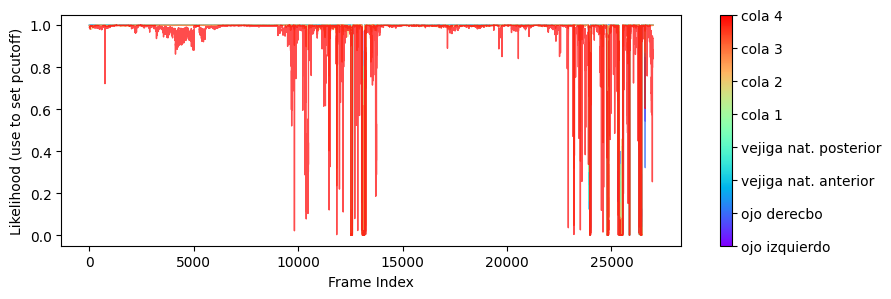 Likelihood (use to set pcutoff)
1.0
0.8
0.6
0.4
0.2
0.0
0
5000
10000
15000
20000
25000
Frame Index
cola 4
cola 3
cola 2
cola 1
vejiga nat. posterior
vejiga nat. anterior
ojo derecbo
ojo izquierdo